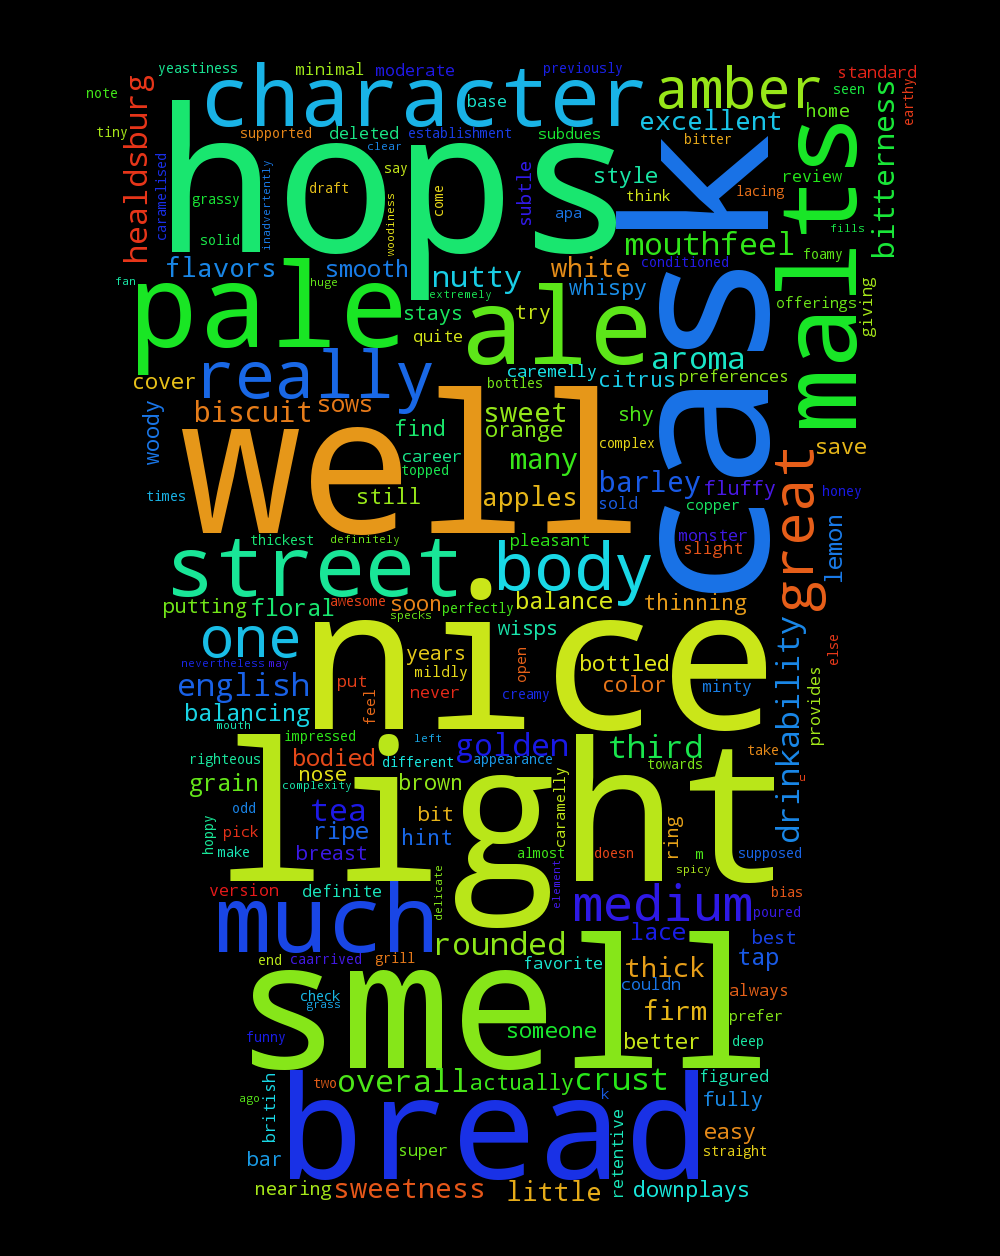 yeastiness minimal moderate previously standard
note healdsburg character amber seen
base home earthy
tiny supported deleted establishment subdues excellent bitter
clear
hops cask malts bitterness
caramelised inadvertently say
grassy draft woodiness come subtle style think lacing review
apa
solid mouthfeel fills
flavors smooth nutty white conditioned foamy
fan huge extremely whispy offerings giving
pale stays ale try
quite
really caremelly aroma
cover bottles citrus preferences
woody biscuit sows sweet shy
find orange complex save
well career many great
topped
times still apples barley fluffy honey
sold copper
thickest definitely pleasant monster lemon
street body slight
putting floral awesome soon perfectly balance thinning
specks
one nice wisps drinkability else
nevertheless may years open bottled
english put mildly color minty provides
feel never creamy
balancing
mouth
impressed left golden third
righteous bodied different appearance towards take
grain nose brown light
complexity caramelly u
odd tea bit
hoppy pick ripe hint ring
make breast almost doesn m supposed
spicy
version definite delicate element medium bias
much poured
rounded lace best
end caarrived grill favorite thick tap
smell couldn always
check
grass firm prefer
funny someone better deep
two overall actually crust figured
ago british bread k fully
easy
bar super retentive straight
nearing sweetness little downplays